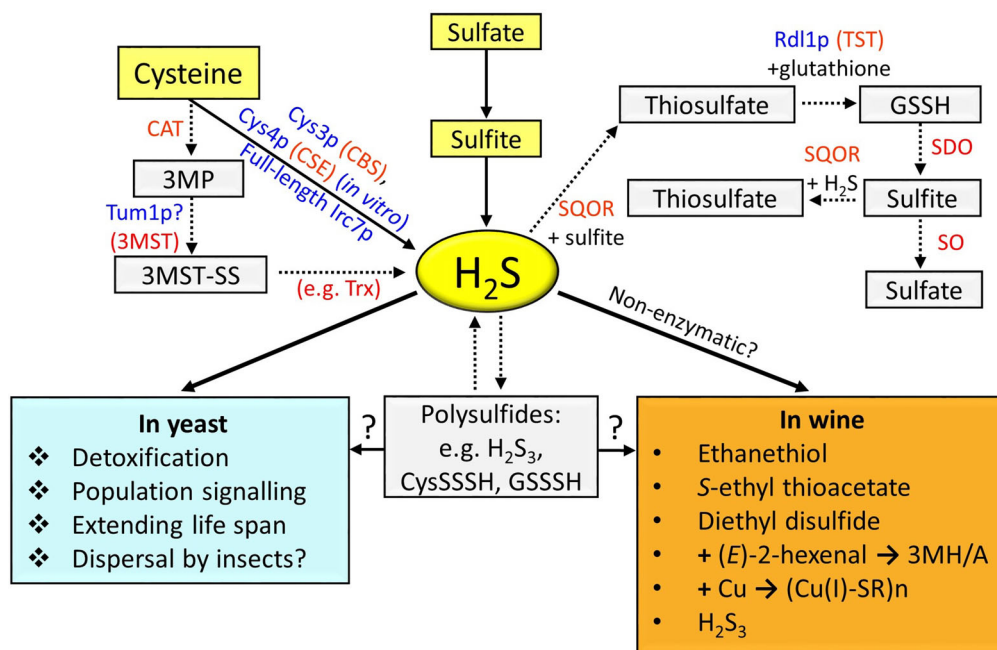 Cysteine
CAT
3MP
Tum1p?
(3MST)
3MST-SS
(e.g. Trx)
Cys3p (CBS),
Cys4p (CSE) (in vitro)
Full-length Irc7p
Sulfate
Sulfite
H₂S
SQOR
+ sulfite
Thiosulfate
Rdl1p (TST)
+glutathione
GSSH
SDO
Sulfite
SQOR
+ H₂S
Thiosulfate
SO
Sulfate
Non-enzymatic?
In yeast
❖ Detoxification
❖ Population signalling
❖ Extending life span
❖ Dispersal by insects?
?
Polysulfides:
e.g. H₂S₃,
CysSSSH, GSSSH
?
In wine
• Ethanethiol
• S-ethyl thioacetate
• Diethyl disulfide
• + (E)-2-hexenal → 3MH/A
• + Cu → (Cu(I)-SR)n
• H₂S₃